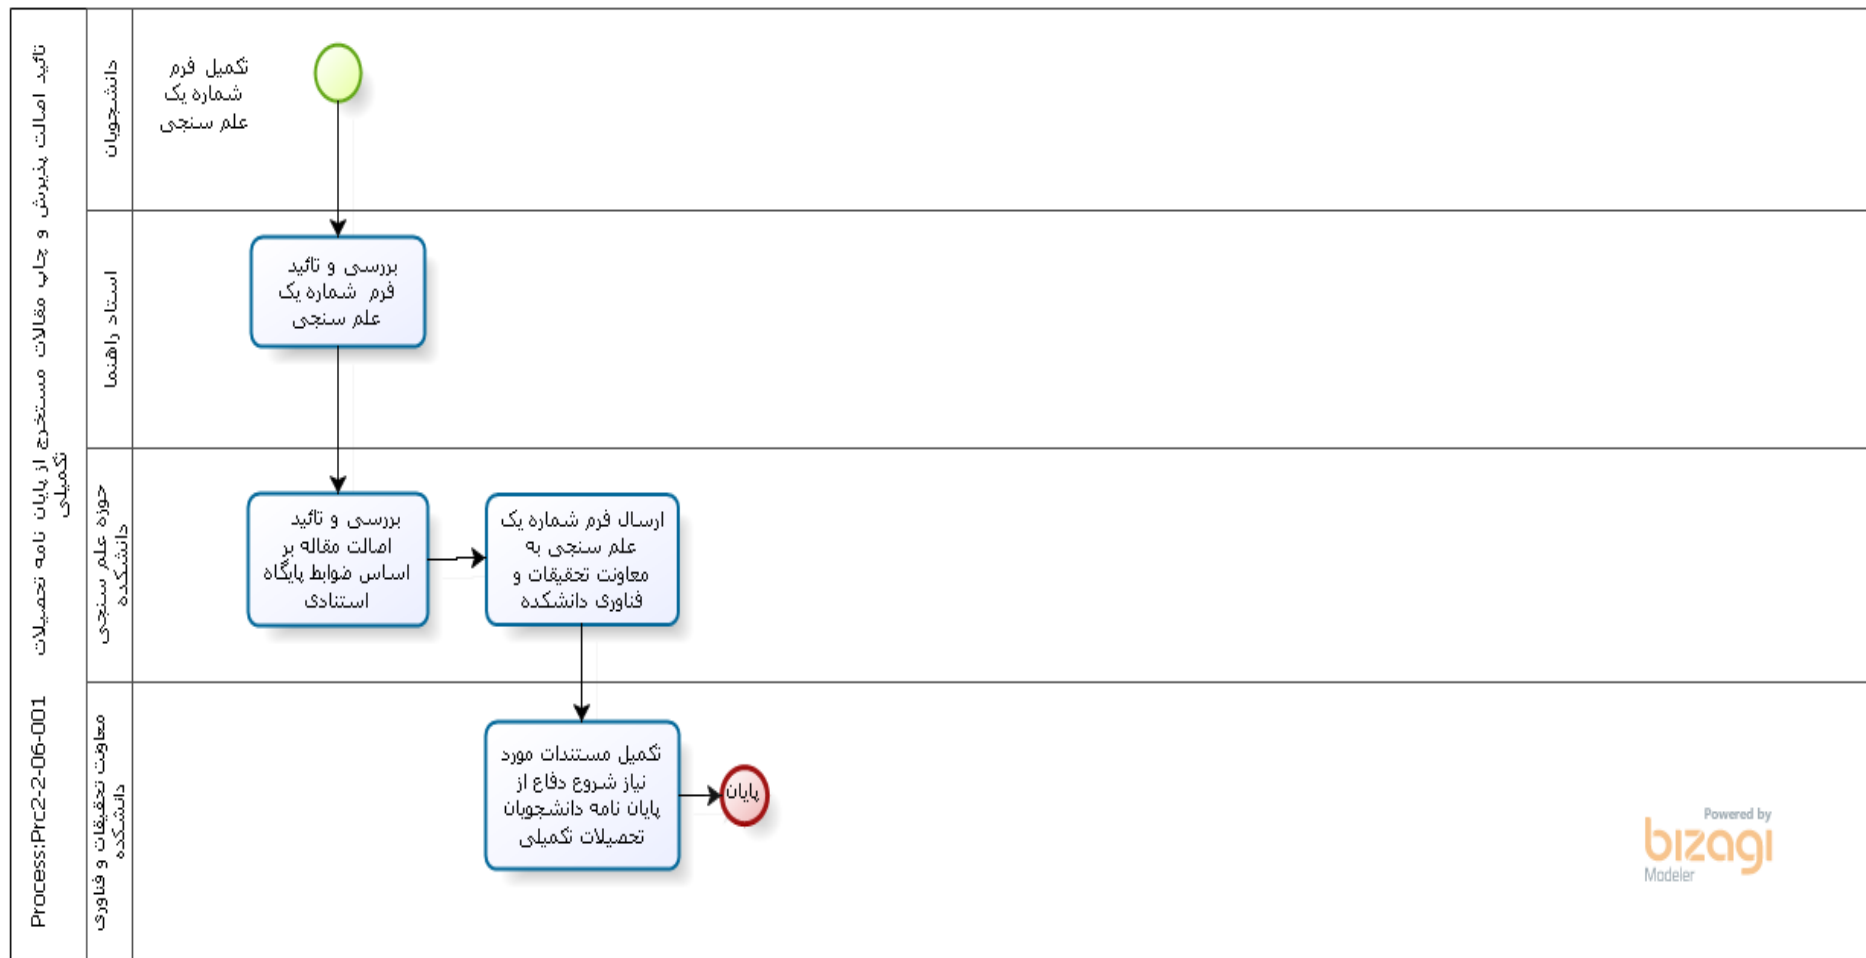 تائید اصالت پذیرش و چاپ مقالات مستخرج از پایان نامه تحصیلات
تکمیلی
Process:Prc2-2-06-001
دانشجویان
تکمیل فرم
شماره یک
علم سنجی
استاد راهنما
بررسی و تائید
فرم شماره یک
علم سنجی
حوزه علم سنجی
دانشکده
بررسی و تائید
اصالت مقاله بر
اساس ضوابط پایگاه
استنادی
ارسال فرم شماره یک
علم سنجی به
معاونت تحقیقات و
فناوری دانشکده
معاونت تحقیقات و فناوری
دانشکده
تکمیل مستندات مورد
نیاز شروع دفاع از
پایان نامه دانشجویان
تحصیلات تکمیلی
پایان
Powered by
bizagi
Modeler